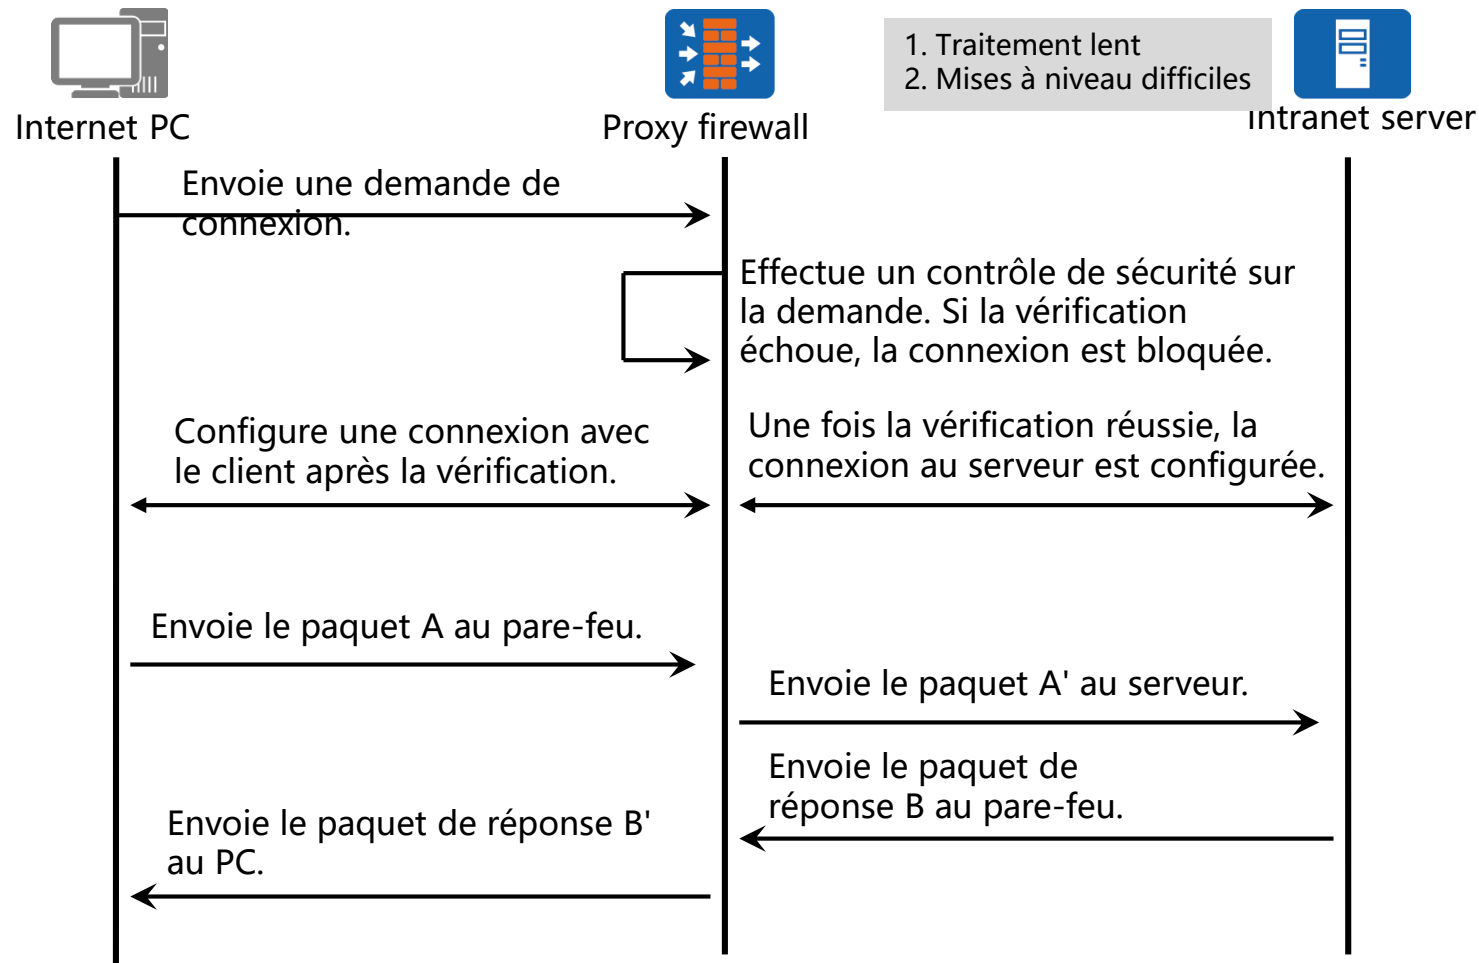 1. Traitement lent
2. Mises à niveau difficiles
Internet PC
Proxy firewall
Intranet server
Envoie une demande de
connexion.
Effectue un contrôle de sécurité sur
la demande. Si la vérification
échoue, la connexion est bloquée.
Configure une connexion avec
le client après la vérification.
Une fois la vérification réussie, la
connexion au serveur est configurée.
Envoie le paquet A au pare-feu.
Envoie le paquet A' au serveur.
Envoie le paquet de
réponse B au pare-feu.
Envoie le paquet de réponse B'
au PC.